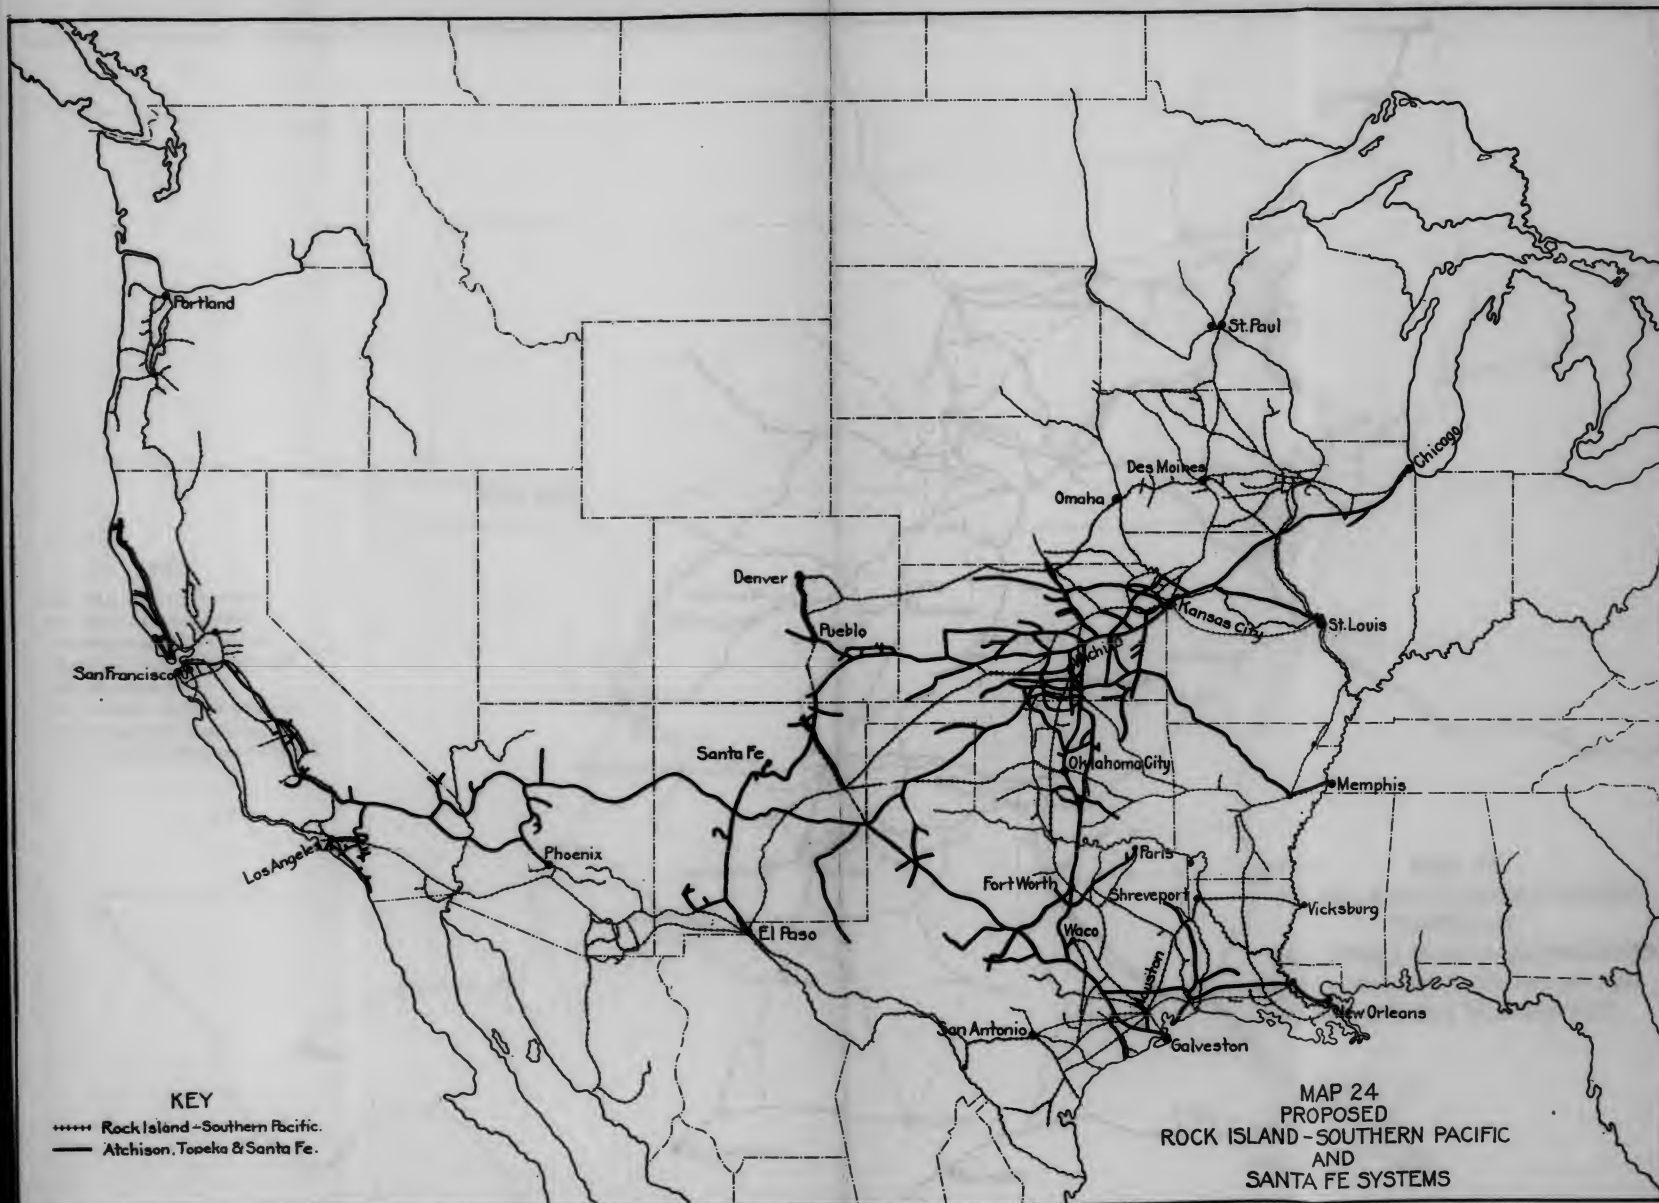 Portland
St. Paul
Chicago
Des Moines
Omaha
Denver
Kansas City
Pueblo
St. Louis
Wichita
San Francisco
Santa Fe
Oklahoma City
Memphis
Los Angeles
Phoenix
Paris
Fort Worth
Shreveport
Vicksburg
El Paso
Waco
Houston
New Orleans
San Antonio
Galveston
KEY
Rock Island-Southern Pacific.
Atchison, Topeka & Santa Fe.
MAP 24
PROPOSED
ROCK ISLAND-SOUTHERN PACIFIC
AND
SANTA FE SYSTEMS